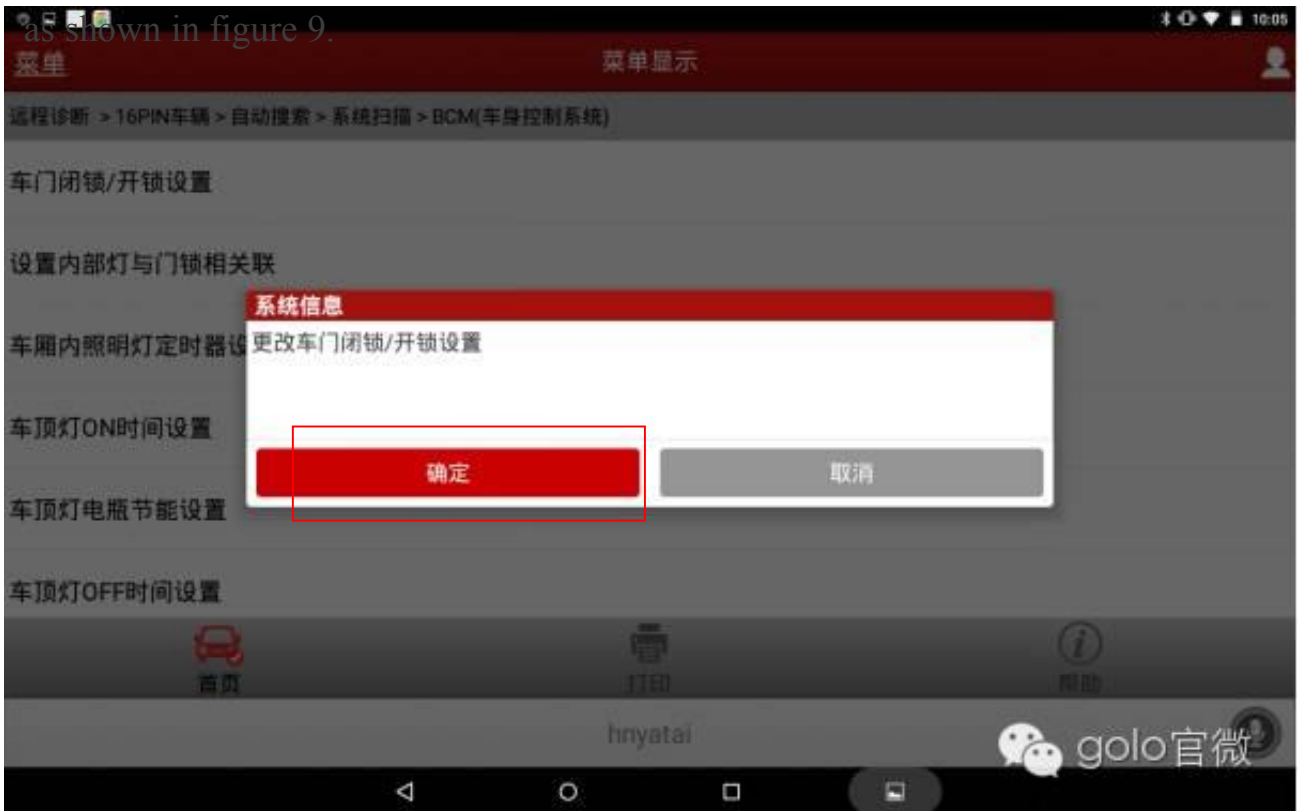 as shown in figure 9.
10:05
菜单
菜单显示
远程诊断 > 16PIN车辆 > 自动搜索 > 系统扫描 > BCM(车身控制系统)
车门闭锁/开锁设置
设置内部灯与门锁相关联
系统信息
车厢内照明灯定时器设
更改车门闭锁/开锁设置
车顶灯ON时间设置
确定
取消
车顶灯电瓶节能设置
车顶灯OFF时间设置
首页
打印
帮助
hnyatai
golo官微